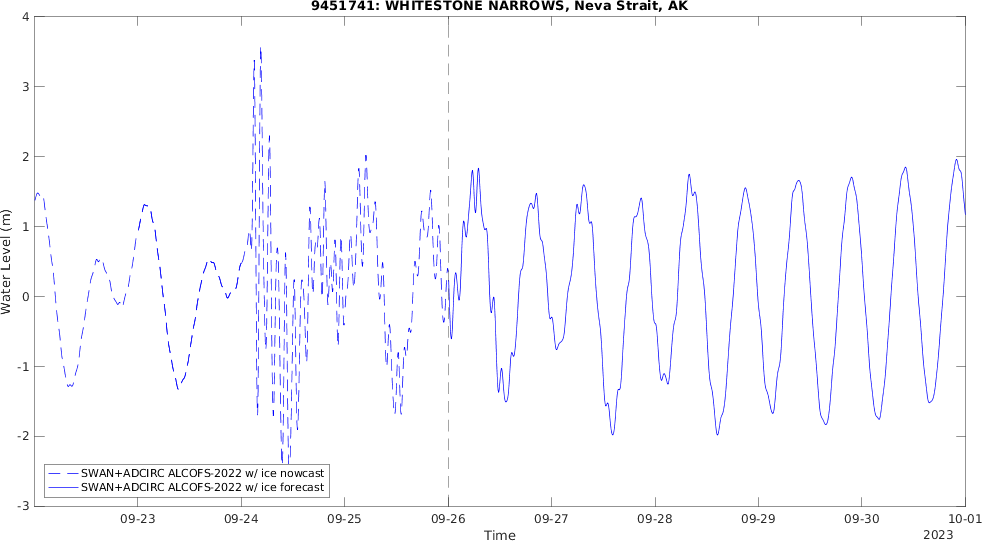 9451741: WHITESTONE NARROWS, Neva Strait, AK
4
3
2
1
0
-1
-2
-3
Water Level (m)
SWAN+ADCIRC ALCOFS-2022 w/ ice nowcast
SWAN+ADCIRC ALCOFS-2022 w/ ice forecast
09-23 09-24 09-25 09-26 09-27 09-28 09-29 09-30 10-01
Time
2023